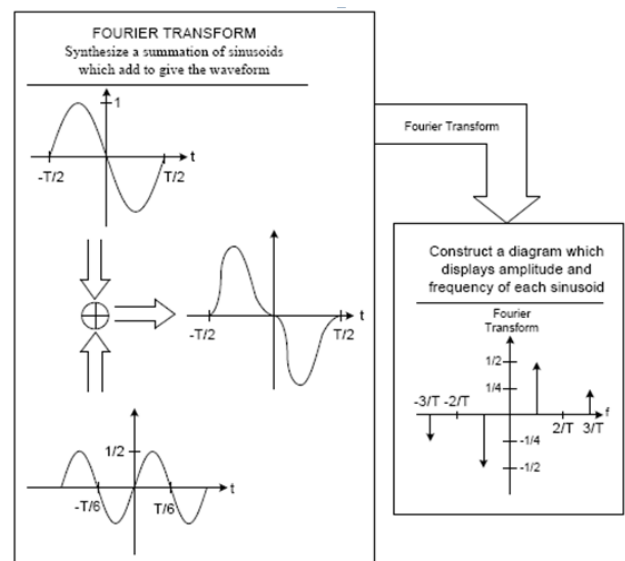 FOURIER TRANSFORM
Synthesize a summation of sinusoids
which add to give the waveform
1
t
-T/2
T/2
t
-T/2
T/2
1/2
t
-T/6
T/6
Fourier Transform
Construct a diagram which
displays amplitude and
frequency of each sinusoid
Fourier
Transform
1/2
1/4
-3/T -2/T
f
2/T 3/T
-1/4
-1/2